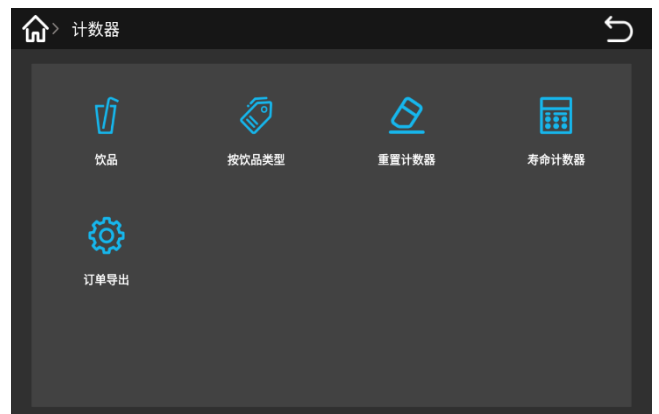 计数器
饮品
按饮品类型
重置计数器
寿命计数器
订单导出